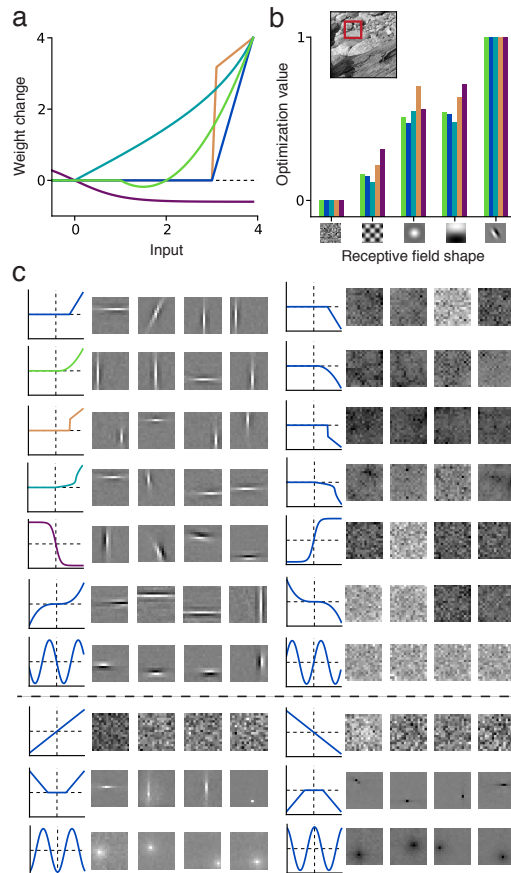 a
Weight change
4
2
0
0
2
4
Input
b
Optimization value
1
0
Receptive field shape
c